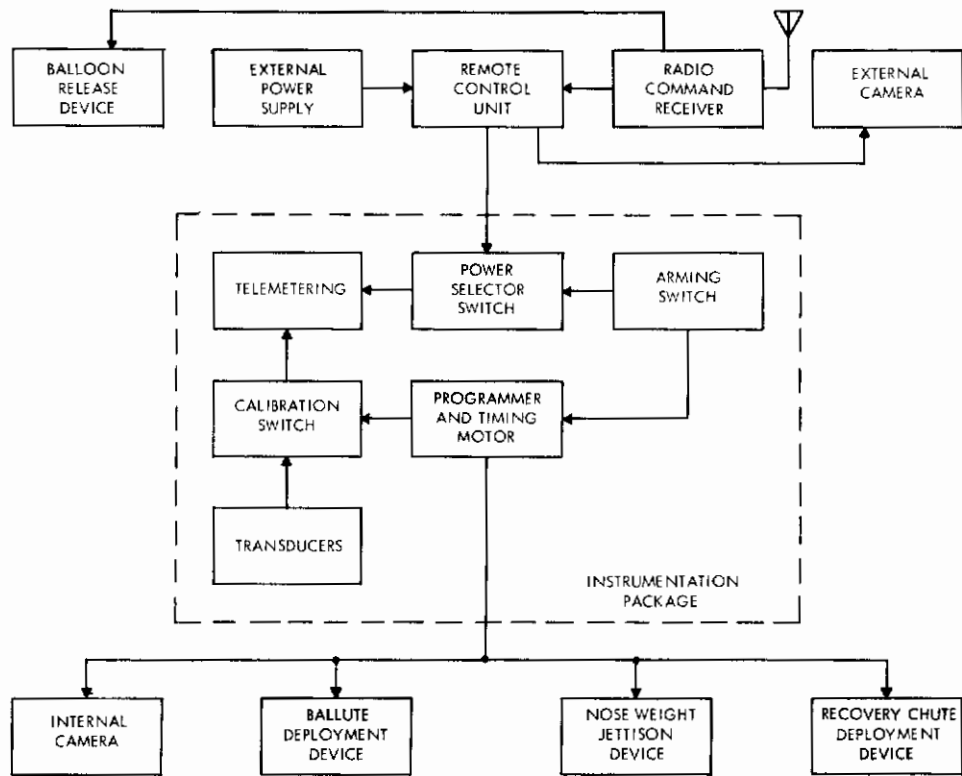 BALLOON
RELEASE
DEVICE
EXTERNAL
POWER
SUPPLY
REMOTE
CONTROL
UNIT
RADIO
COMMAND
RECEIVER
EXTERNAL
CAMERA
TELEMETERING
POWER
SELECTOR
SWITCH
ARMING
SWITCH
CALIBRATION
SWITCH
PROGRAMMER
AND TIMING
MOTOR
TRANSDUCERS
INSTRUMENTATION
PACKAGE
INTERNAL
CAMERA
BALLUTE
DEPLOYMENT
DEVICE
NOSE WEIGHT
JETTISON
DEVICE
RECOVERY CHUTE
DEPLOYMENT
DEVICE